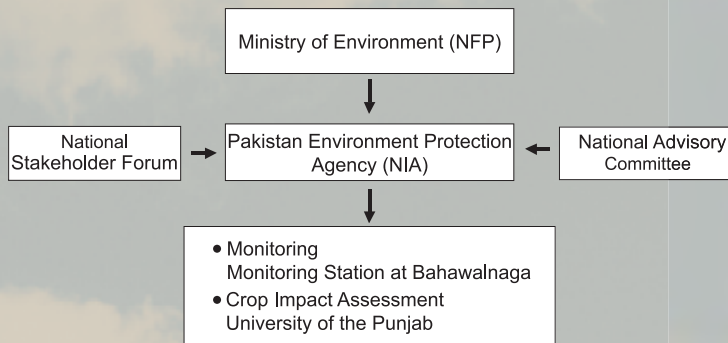 Ministry of Environment (NFP)
National
Stakeholder Forum
Pakistan Environment Protection
Agency (NIA)
National Advisory
Committee
• Monitoring
Monitoring Station at Bahawalnaga
• Crop Impact Assessment
University of the Punjab